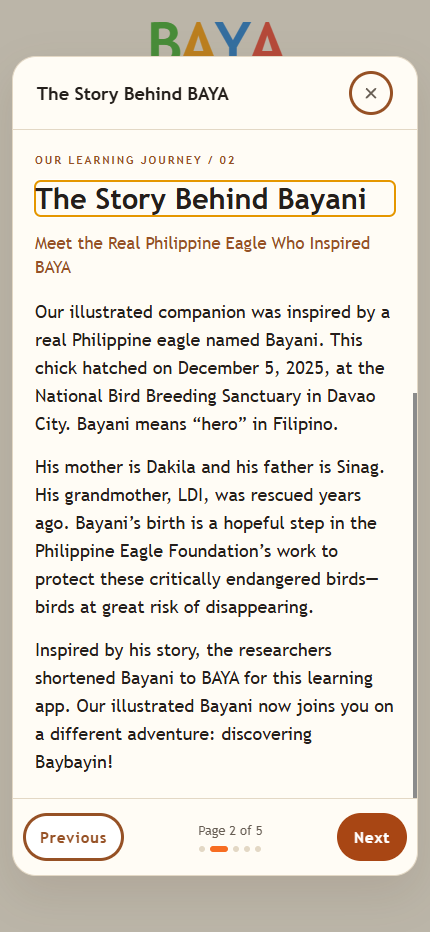 BAYA
The Story Behind BAYA
OUR LEARNING JOURNEY / 02
The Story Behind Bayani
Meet the Real Philippine Eagle Who Inspired
BAYA
Our illustrated companion was inspired by a
real Philippine eagle named Bayani. This
chick hatched on December 5, 2025, at the
National Bird Breeding Sanctuary in Davao
City. Bayani means “hero” in Filipino.
His mother is Dakila and his father is Sinag.
His grandmother, LDI, was rescued years
ago. Bayani’s birth is a hopeful step in the
Philippine Eagle Foundation’s work to
protect these critically endangered birds—
birds at great risk of disappearing.
Inspired by his story, the researchers
shortened Bayani to BAYA for this learning
app. Our illustrated Bayani now joins you on
a different adventure: discovering
Baybayin!
Previous
Page 2 of 5
Next